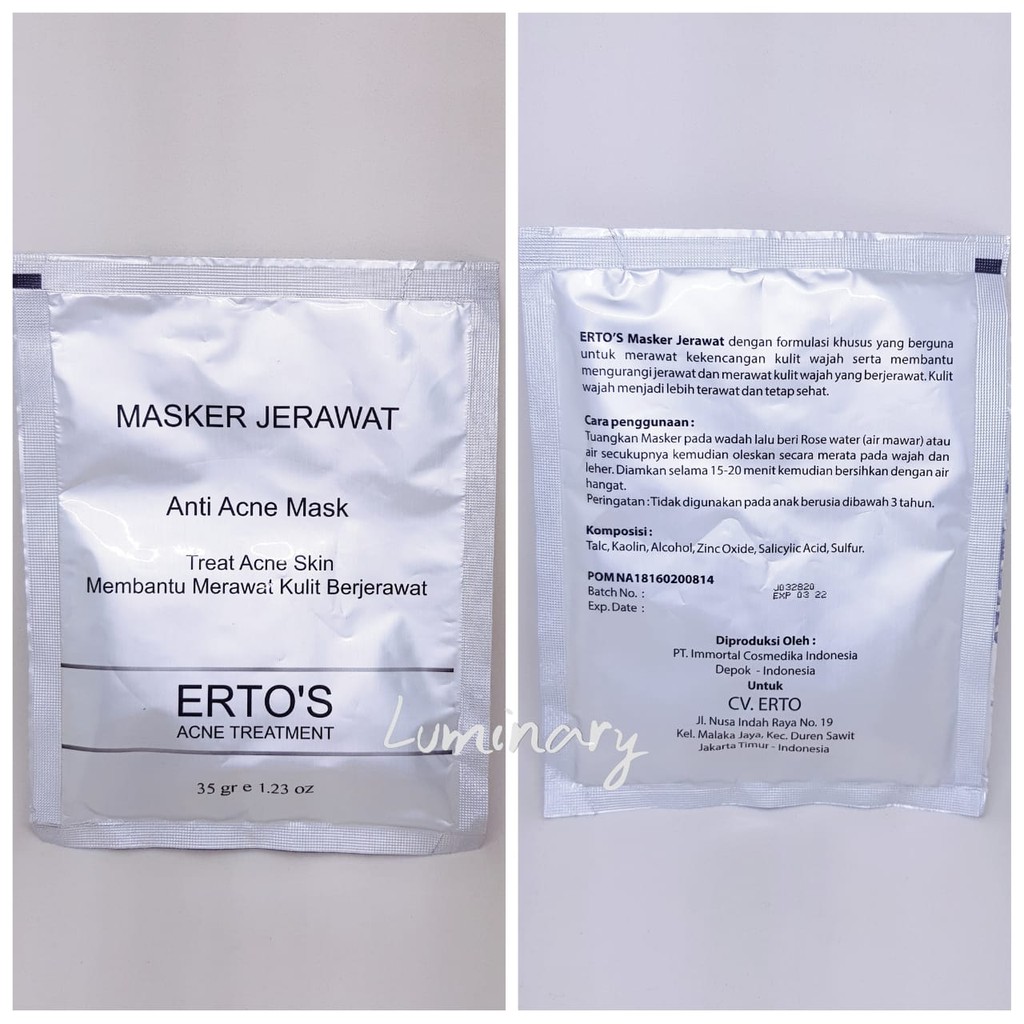 MASKER JERAWAT
Anti Acne Mask
Treat Acne Skin
Membantu Merawat Kulit Berjerawat
ERTO'S
ACNE TREATMENT
35 gr e 1.23 oz
Luminary
ERTO'S Masker Jerawat dengan formulasi khusus yang berguna
untuk merawat kekencangan kulit wajah serta membantu
mengurangi jerawat dan merawat kulit wajah yang berjerawat. Kulit
wajah menjadi lebih terawat dan tetap sehat.
Cara penggunaan :
Tuangkan Masker pada wadah lalu beri Rose water (air mawar) atau
air secukupnya kemudian oleskan secara merata pada wajah dan
leher. Diamkan selama 15-20 menit kemudian bersihkan dengan air
hangat.
Peringatan : Tidak digunakan pada anak berusia dibawah 3 tahun.
Komposisi :
Talc, Kaolin, Alcohol, Zinc Oxide, Salicylic Acid, Sulfur.
POM NA18160200814
Batch No. : J032820
Exp. Date : EXP 03 22
Diproduksi Oleh :
PT. Immortal Cosmedika Indonesia
Depok - Indonesia
Untuk
CV. ERTO
Jl. Nusa Indah Raya No. 19
Kel. Malaka Jaya, Kec. Duren Sawit
Jakarta Timur - Indonesia